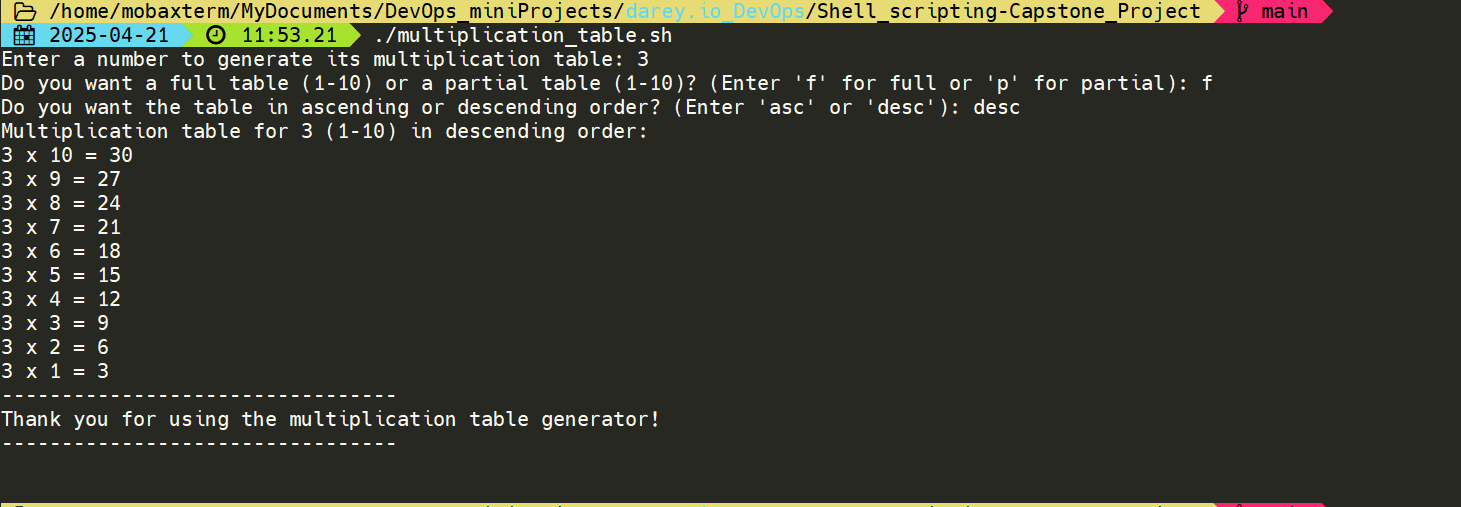 /home/mobaxterm/MyDocuments/DevOps_miniProjects/darey.io_DevOps/Shell_scripting-Capstone_Project main
2025-04-21 11:53.21 ./multiplication_table.sh
Enter a number to generate its multiplication table: 3
Do you want a full table (1-10) or a partial table (1-10)? (Enter 'f' for full or 'p' for partial): f
Do you want the table in ascending or descending order? (Enter 'asc' or 'desc'): desc
Multiplication table for 3 (1-10) in descending order:
3 x 10 = 30
3 x 9 = 27
3 x 8 = 24
3 x 7 = 21
3 x 6 = 18
3 x 5 = 15
3 x 4 = 12
3 x 3 = 9
3 x 2 = 6
3 x 1 = 3
---------------------------------
Thank you for using the multiplication table generator!
---------------------------------